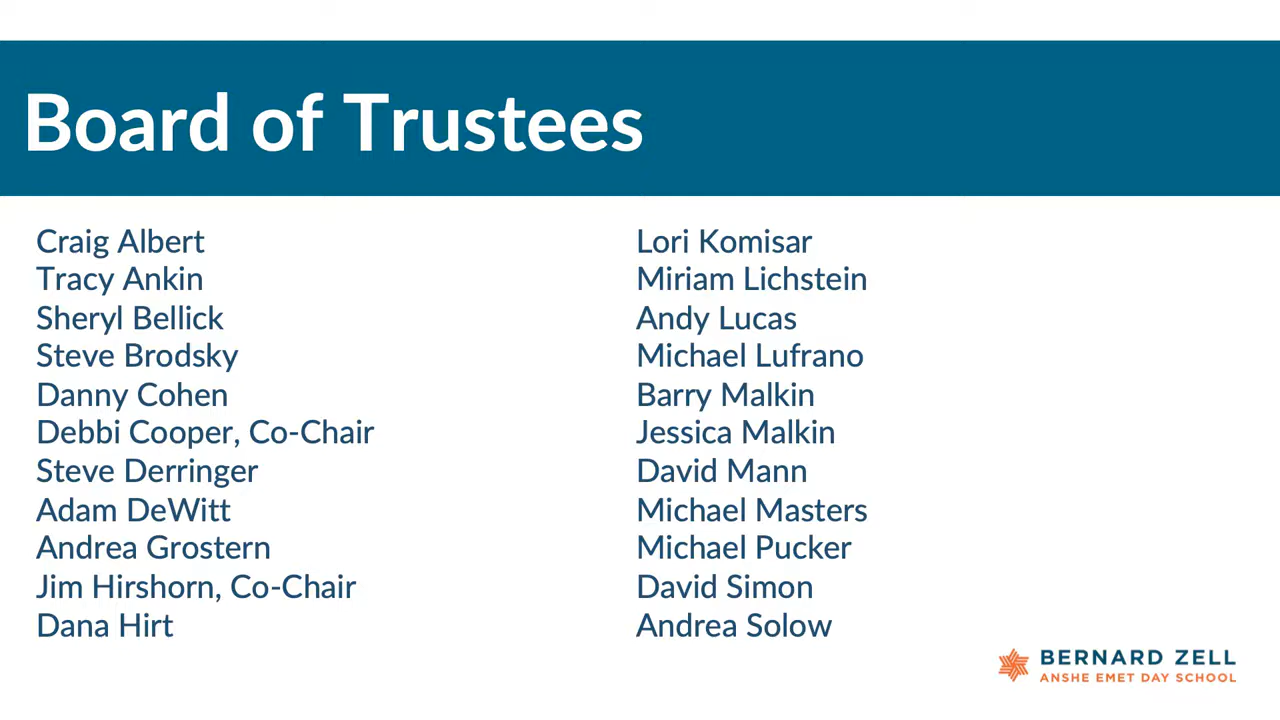 Board of Trustees
Craig Albert
Tracy Ankin
Sheryl Bellick
Steve Brodsky
Danny Cohen
Debbi Cooper, Co-Chair
Steve Derringer
Adam DeWitt
Andrea Grostern
Jim Hirshorn, Co-Chair
Dana Hirt
Lori Komisar
Miriam Lichstein
Andy Lucas
Michael Lufrano
Barry Malkin
Jessica Malkin
David Mann
Michael Masters
Michael Pucker
David Simon
Andrea Solow
BERNARD ZELL
ANSHE EMET DAY SCHOOL